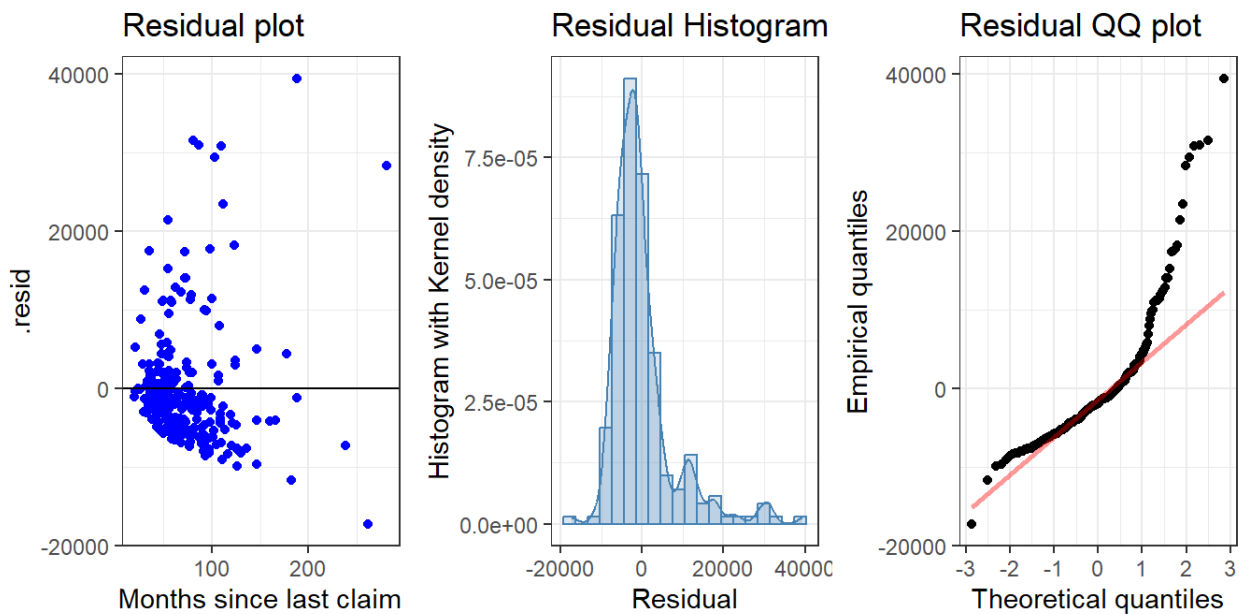 Residual plot
.resid
40000
20000
0
-20000
100
200
Months since last claim
Residual Histogram
Histogram with Kernel density
7.5e-05
5.0e-05
2.5e-05
0.0e+00
-20000
0
20000
40000
Residual
Residual QQ plot
Empirical quantiles
40000
20000
0
-20000
-3
-2
-1
0
1
2
3
Theoretical quantiles